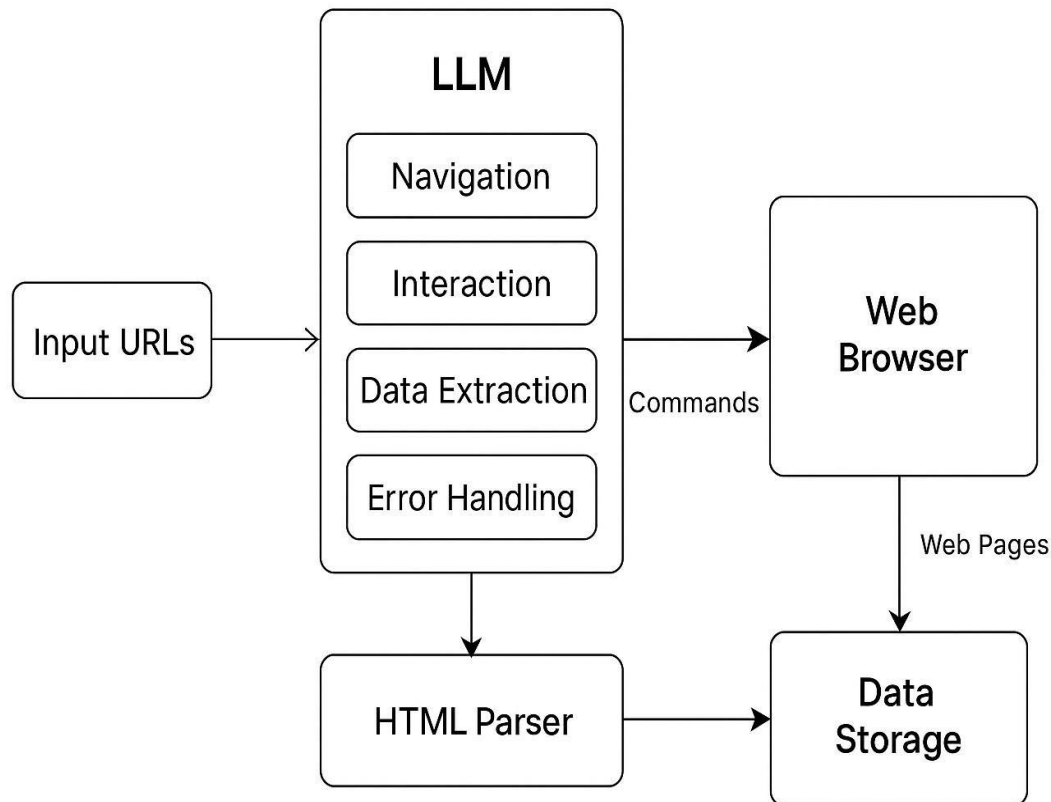 LLM
Navigation
Interaction
Data Extraction
Error Handling
Input URLs
Commands
Web
Browser
Web Pages
HTML Parser
Data
Storage